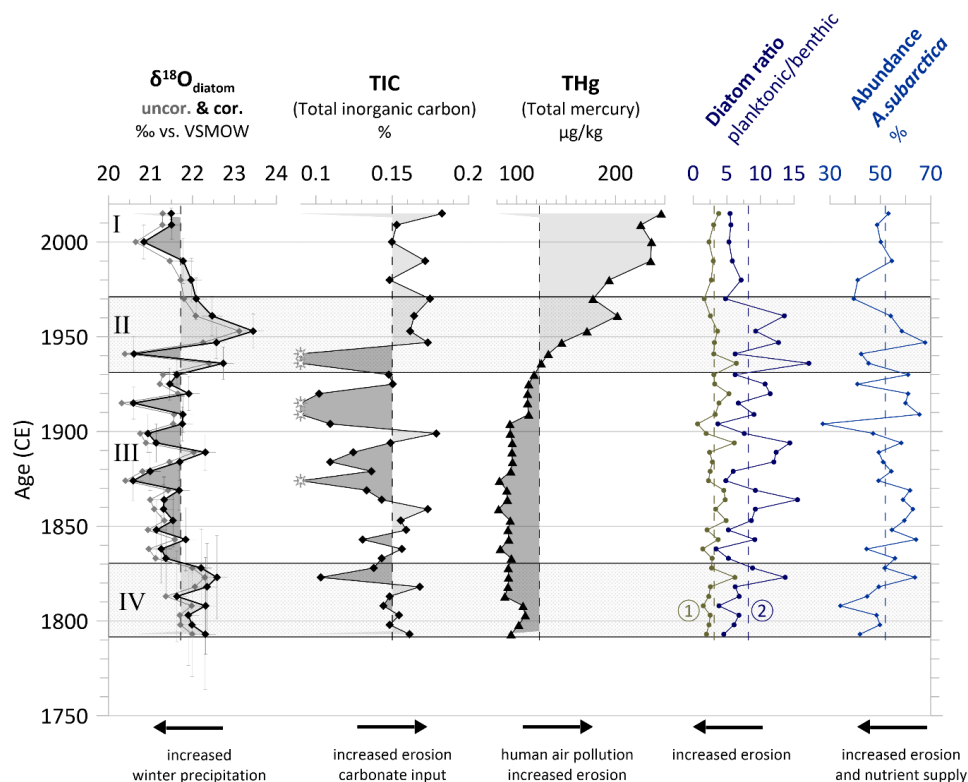 δ18Odiatom
uncor. & cor.
‰ vs. VSMOW
TIC
(Total inorganic carbon)
%
THg
(Total mercury)
µg/kg
Diatom ratio
planktonic/benthic
Abundance
A.subarctica
%
20 21 22 23 24
0.1 0.15 0.2
100 200
0 5 10 15
30 50 70
Age (CE)
2000
1950
1900
1850
1800
1750
I
II
III
IV
1 2
increased
winter precipitation
increased erosion
carbonate input
human air pollution
increased erosion
increased erosion
increased erosion
and nutrient supply